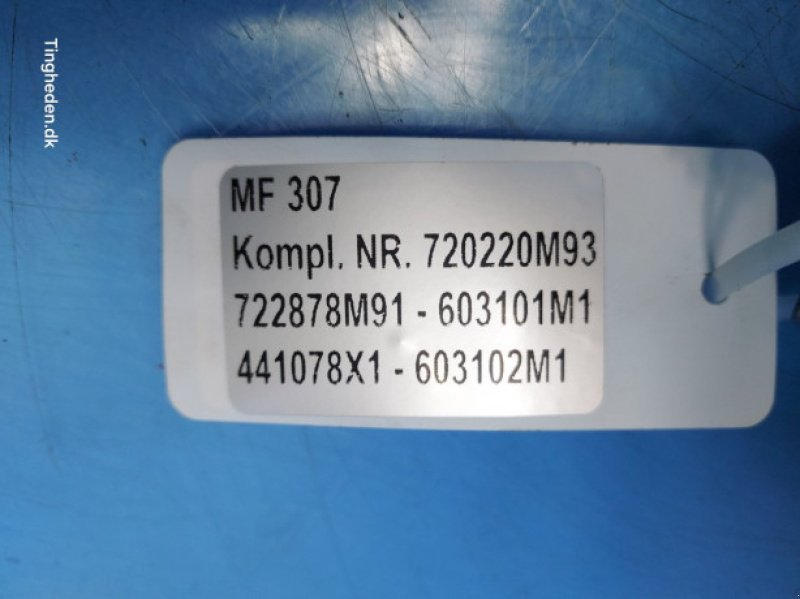 Tingheden.dk
MF 307
Kompl. NR. 720220M93
722878M91 - 603101M1
441078X1 - 603102M1